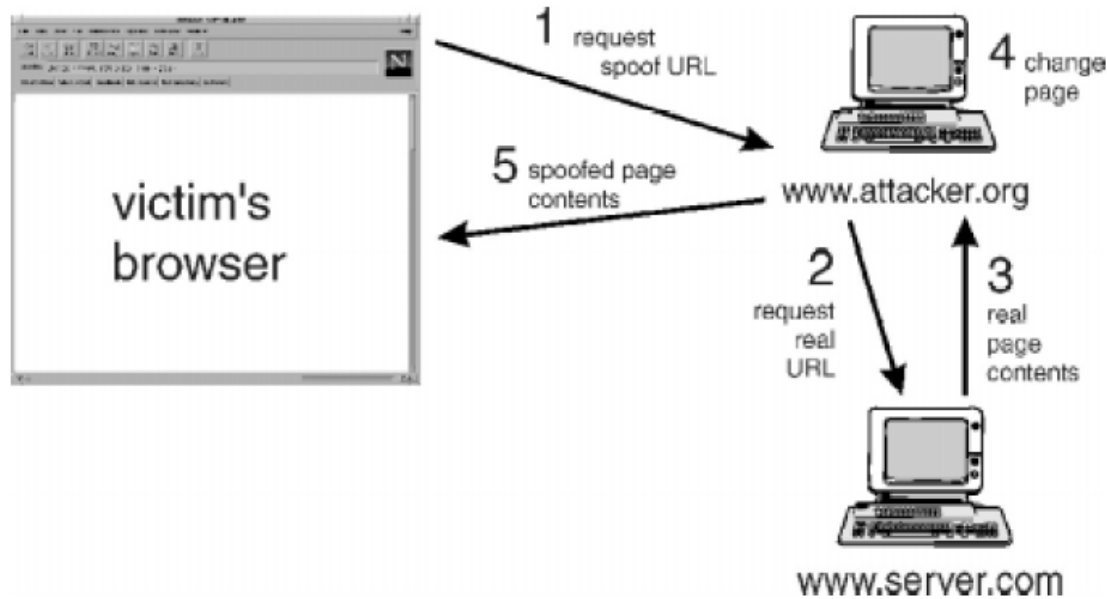 1 request
spoof URL
4 change
page
5 spoofed page
contents
victim's
browser
www.attacker.org
2
request
real
URL
3
real
page
contents
www.server.com
N